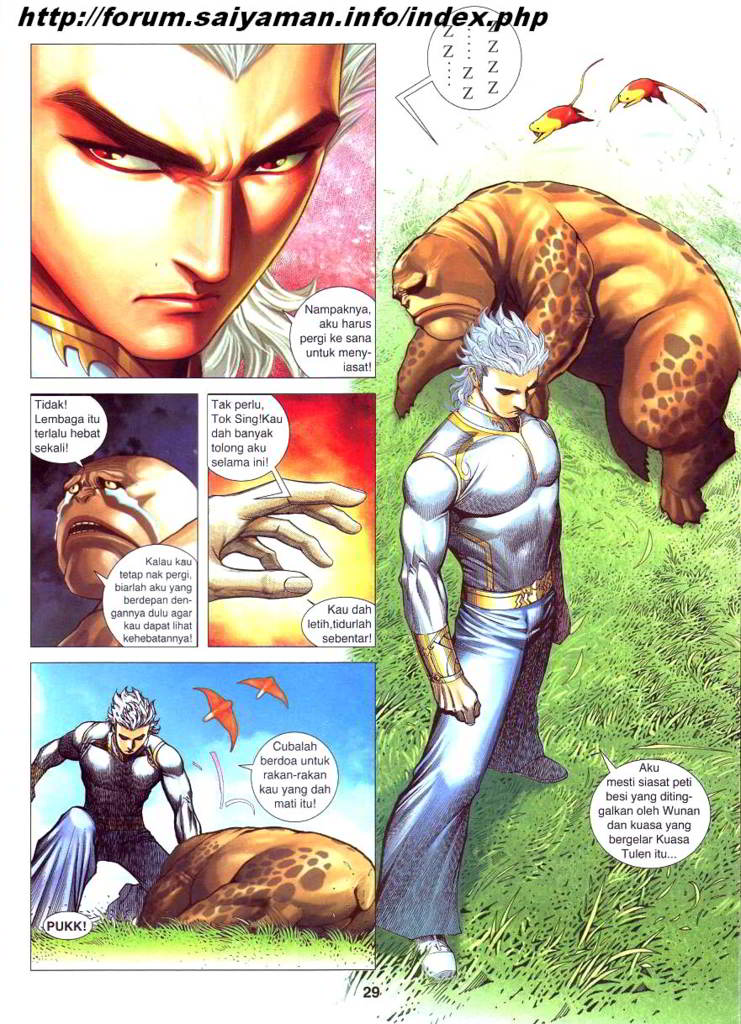 http://forum.saiyaman.info/index.php
Nampaknya,
aku harus
pergi ke sana
untuk meny-
iasat!
Tidak!
Lembaga itu
terlalu hebat
sekali!
Kalau kau
tetap nak pergi,
biarlah aku yang
berdepan den-
gannya dulu agar
kau dapat lihat
kehebatannya!
Tak perlu,
Tok Sing!Kau
dah banyak
tolong aku
selama ini!
Kau dah
letih,tidurlah
sebentar!
Cubalah
berdoa untuk
rakan-rakan
kau yang dah
mati itu!
PUKK!
Z Z
Z Z
Z Z
Z Z
Aku
mesti siasat peti
besi yang diting-
galkan oleh Wunan
dan kuasa yang
bergelar Kuasa
Tulen itu...
29